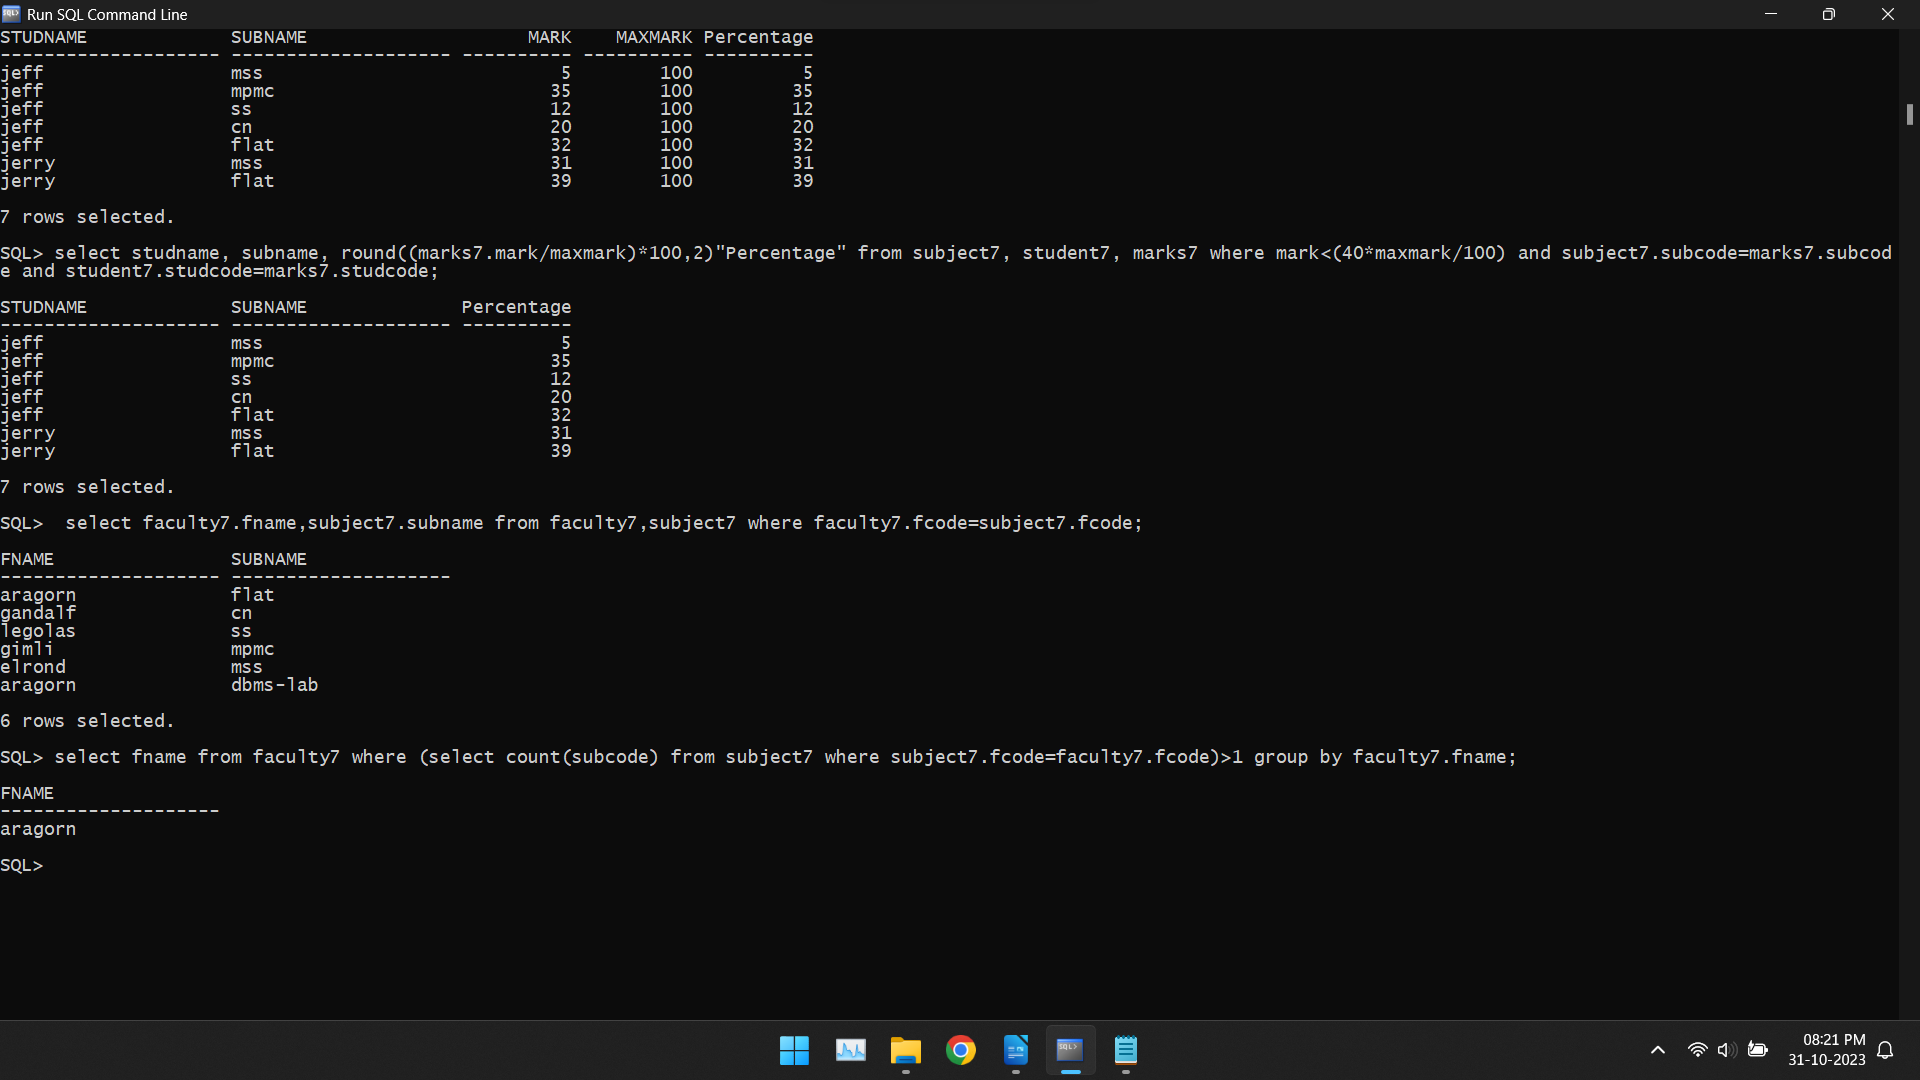 Run SQL Command Line
STUDNAME             SUBNAME                    MARK    MAXMARK Percentage
-------------------- -------------------- ---------- ---------- ----------
jeff                 mss                           5        100          5
jeff                 mpmc                         35        100         35
jeff                 ss                           12        100         12
jeff                 cn                           20        100         20
jeff                 flat                         32        100         32
jerry                mss                          31        100         31
jerry                flat                         39        100         39
7 rows selected.
SQL> select studname, subname, round((marks7.mark/maxmark)*100,2)"Percentage" from subject7, student7, marks7 where mark<(40*maxmark/100) and subject7.subcode=marks7.subcod
e and student7.studcode=marks7.studcode;
STUDNAME             SUBNAME              Percentage
-------------------- -------------------- ----------
jeff                 mss                           5
jeff                 mpmc                         35
jeff                 ss                           12
jeff                 cn                           20
jeff                 flat                         32
jerry                mss                          31
jerry                flat                         39
7 rows selected.
SQL>  select faculty7.fname,subject7.subname from faculty7,subject7 where faculty7.fcode=subject7.fcode;
FNAME                SUBNAME
-------------------- --------------------
aragorn              flat
gandalf              cn
legolas              ss
gimli                mpmc
elrond               mss
aragorn              dbms-lab
6 rows selected.
SQL> select fname from faculty7 where (select count(subcode) from subject7 where subject7.fcode=faculty7.fcode)>1 group by faculty7.fname;
FNAME
--------------------
aragorn
SQL>
08:21 PM
31-10-2023